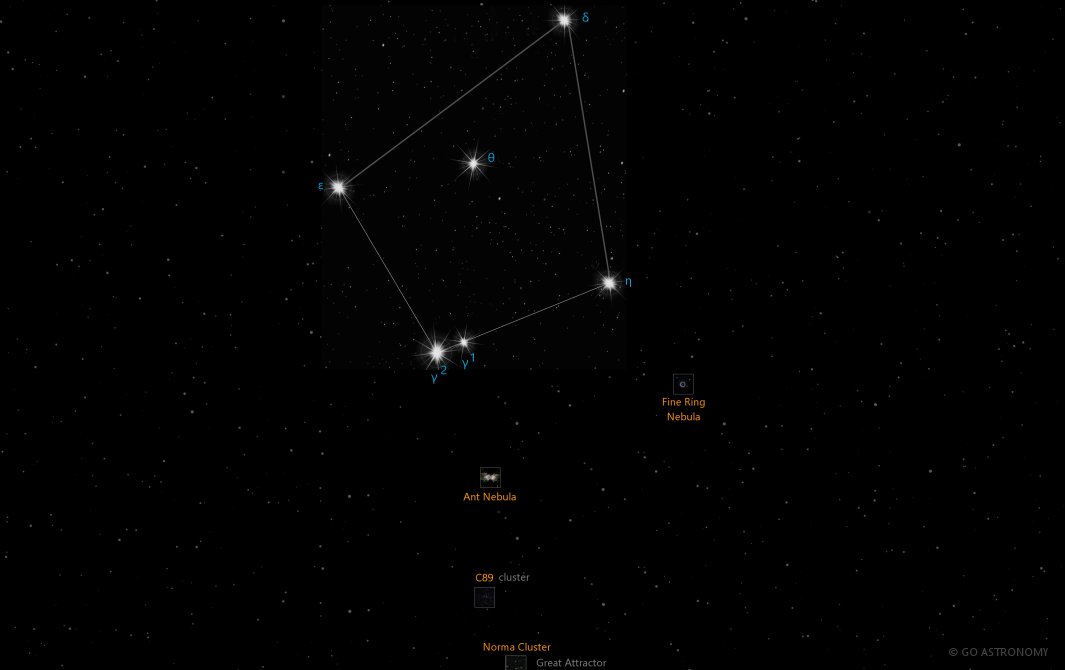 δ
θ
ε
η
γ 2
γ 1
Fine Ring
Nebula
Ant Nebula
C89 cluster
Norma Cluster
Great Attractor
© GO ASTRONOMY